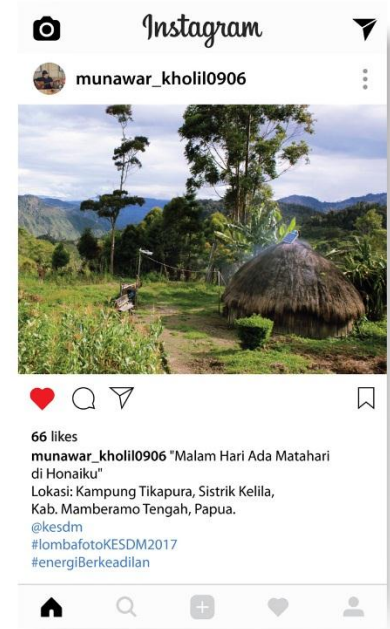 Instagram
munawar_kholil0906
66 likes
munawar_kholil0906 "Malam Hari Ada Matahari
di Honaiku"
Lokasi: Kampung Tikapura, Sistrik Kelila,
Kab. Mamberamo Tengah, Papua.
@kesdm
#lombafotoKESDM2017
#energiBerkeadilan